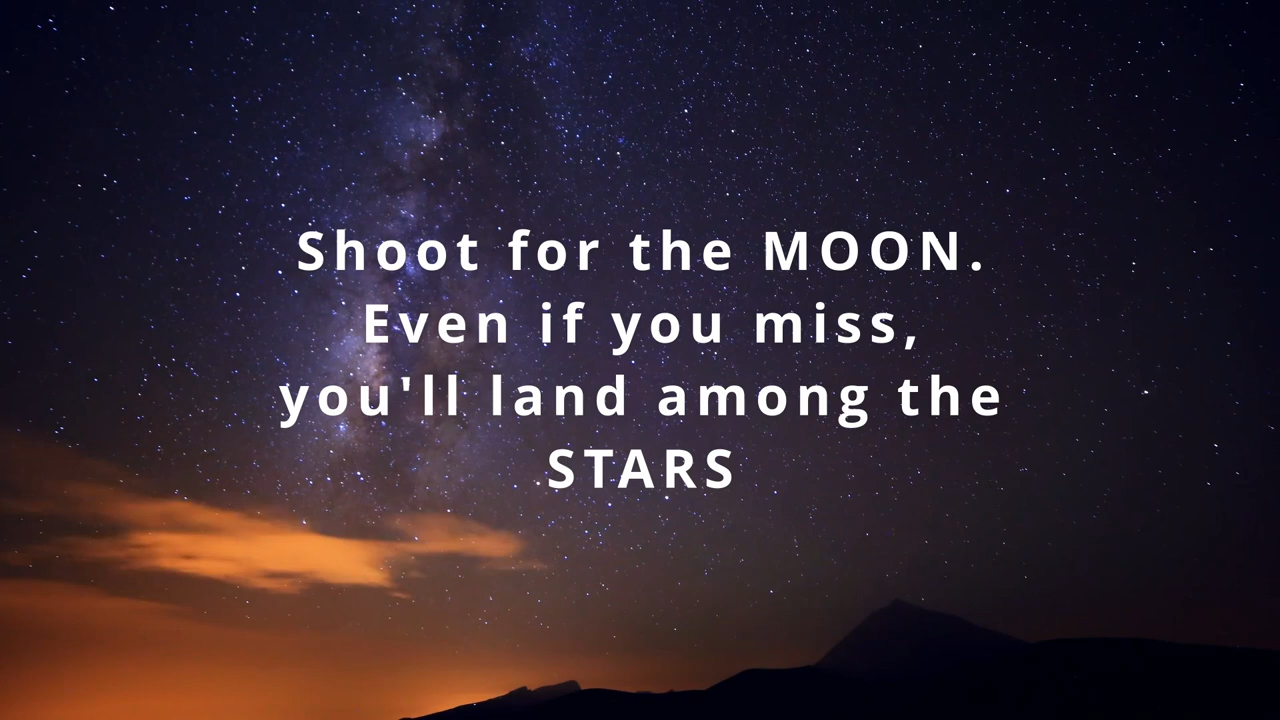 Shoot for the MOON.
Even if you miss,
you'll land among the
STARS